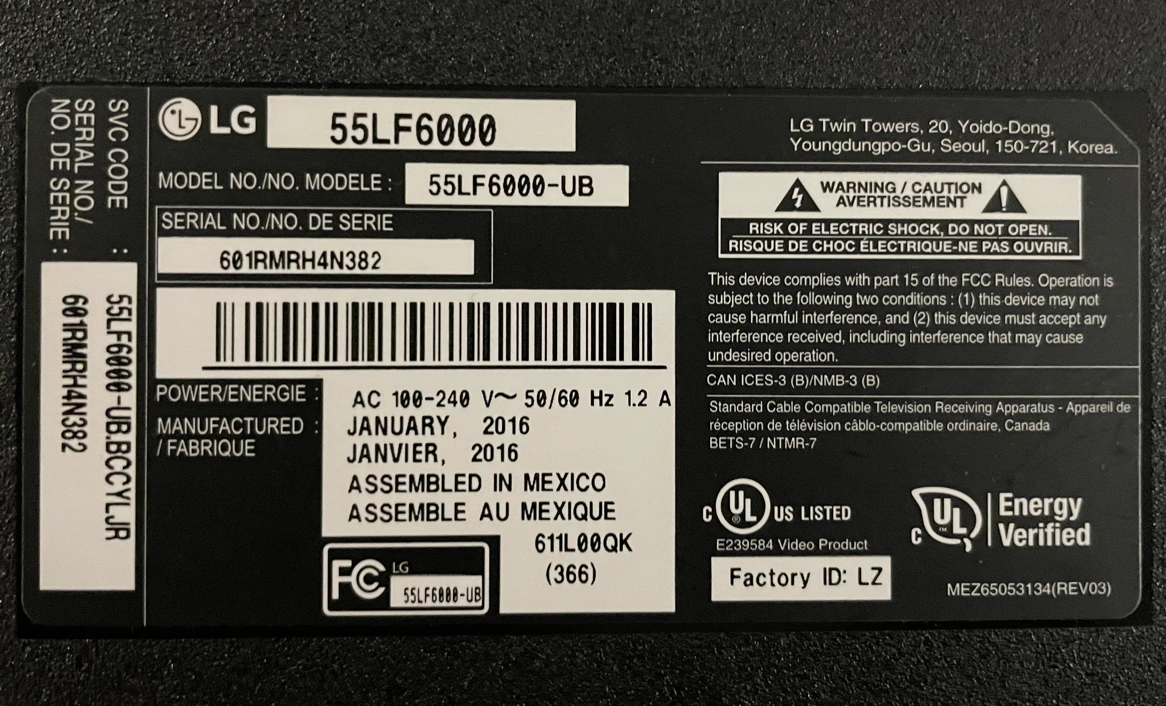 SVC CODE :
55LF6000-UB.BCCYLJR
SERIAL NO./
NO. DE SERIE :
601RMRH4N382
LG 55LF6000
MODEL NO./NO. MODELE : 55LF6000-UB
SERIAL NO./NO. DE SERIE
601RMRH4N382
POWER/ENERGIE : AC 100-240 V~ 50/60 Hz 1.2 A
MANUFACTURED : JANUARY, 2016
/ FABRIQUE JANVIER, 2016
ASSEMBLED IN MEXICO
ASSEMBLE AU MEXIQUE
611L00QK
(366)
FC LG
55LF6000-UB
LG Twin Towers, 20, Yoido-Dong,
Youngdungpo-Gu, Seoul, 150-721, Korea.
WARNING / CAUTION
AVERTISSEMENT
RISK OF ELECTRIC SHOCK, DO NOT OPEN.
RISQUE DE CHOC ÉLECTRIQUE-NE PAS OUVRIR.
This device complies with part 15 of the FCC Rules. Operation is
subject to the following two conditions : (1) this device may not
cause harmful interference, and (2) this device must accept any
interference received, including interference that may cause
undesired operation.
CAN ICES-3 (B)/NMB-3 (B)
Standard Cable Compatible Television Receiving Apparatus - Appareil de
réception de télévision câblo-compatible ordinaire, Canada
BETS-7 / NTMR-7
C UL ® US LISTED
E239584 Video Product
Factory ID: LZ
C UL ™ Energy
Verified
MEZ65053134(REV03)